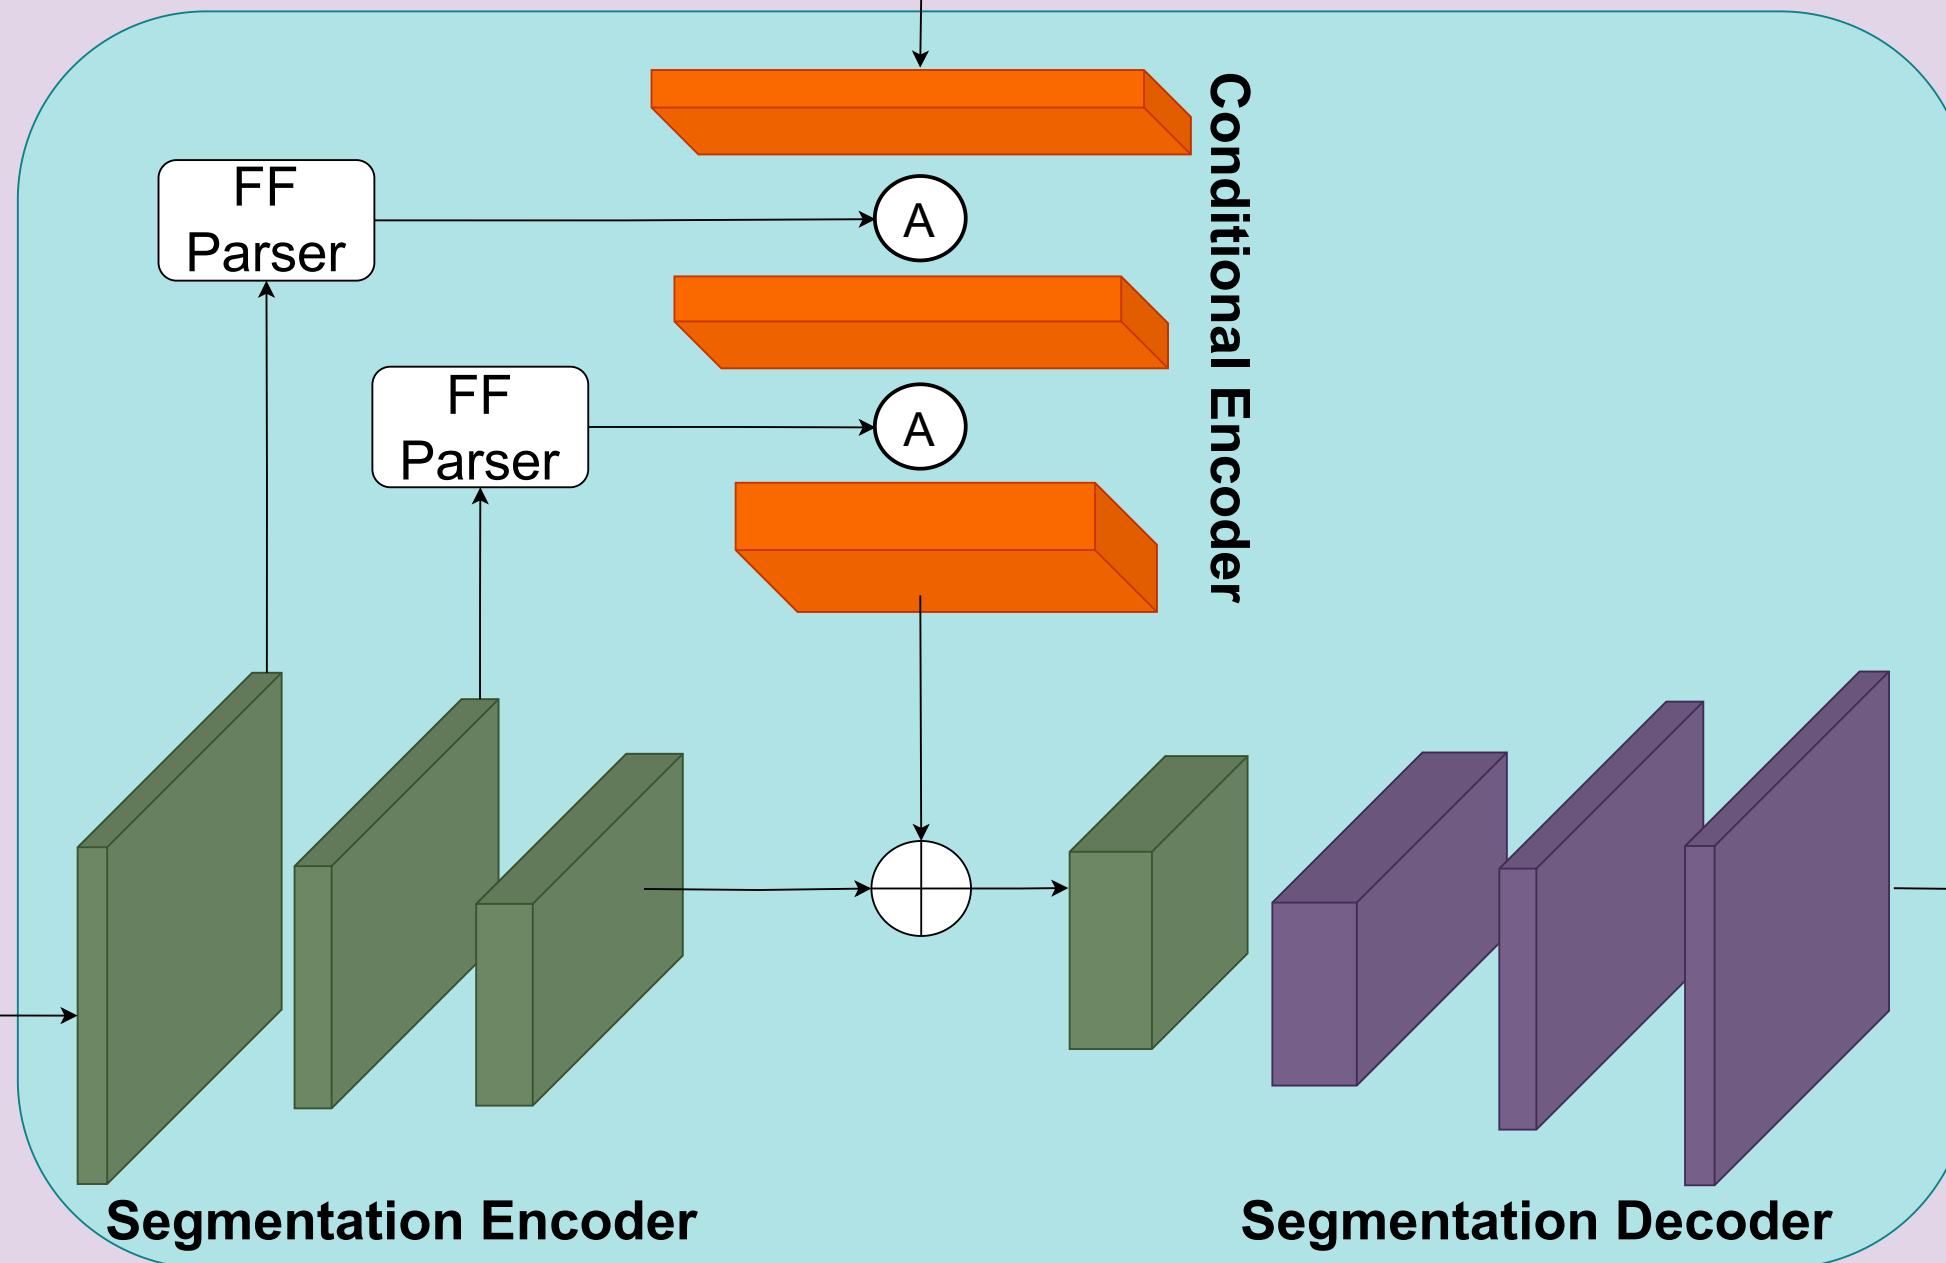 FF
Parser
A
FF
Parser
A
Conditional Encoder
Segmentation Encoder
Segmentation Decoder